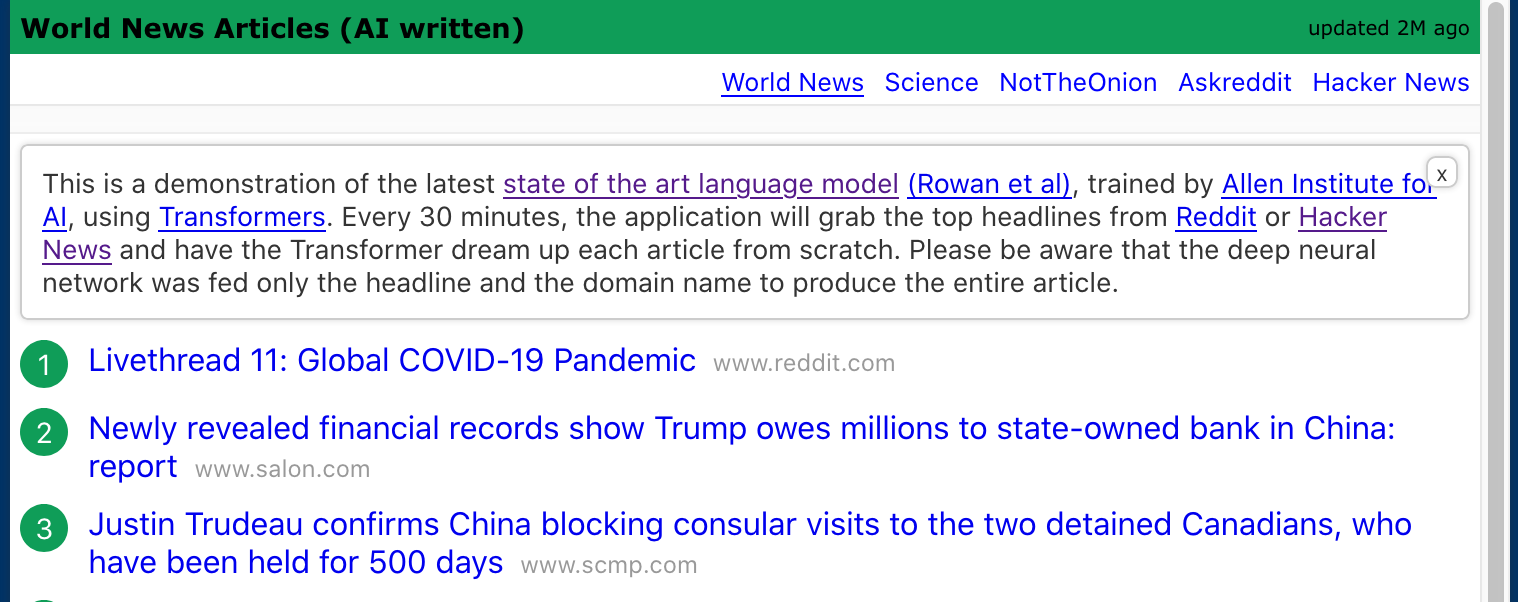 World News Articles (AI written) updated 2M ago
World News Science NotTheOnion Askreddit Hacker News
This is a demonstration of the latest state of the art language model (Rowan et al), trained by Allen Institute for
x
AI, using Transformers. Every 30 minutes, the application will grab the top headlines from Reddit or Hacker
News and have the Transformer dream up each article from scratch. Please be aware that the deep neural
network was fed only the headline and the domain name to produce the entire article.
1 Livethread 11: Global COVID-19 Pandemic www.reddit.com
2 Newly revealed financial records show Trump owes millions to state-owned bank in China:
report www.salon.com
3 Justin Trudeau confirms China blocking consular visits to the two detained Canadians, who
have been held for 500 days www.scmp.com